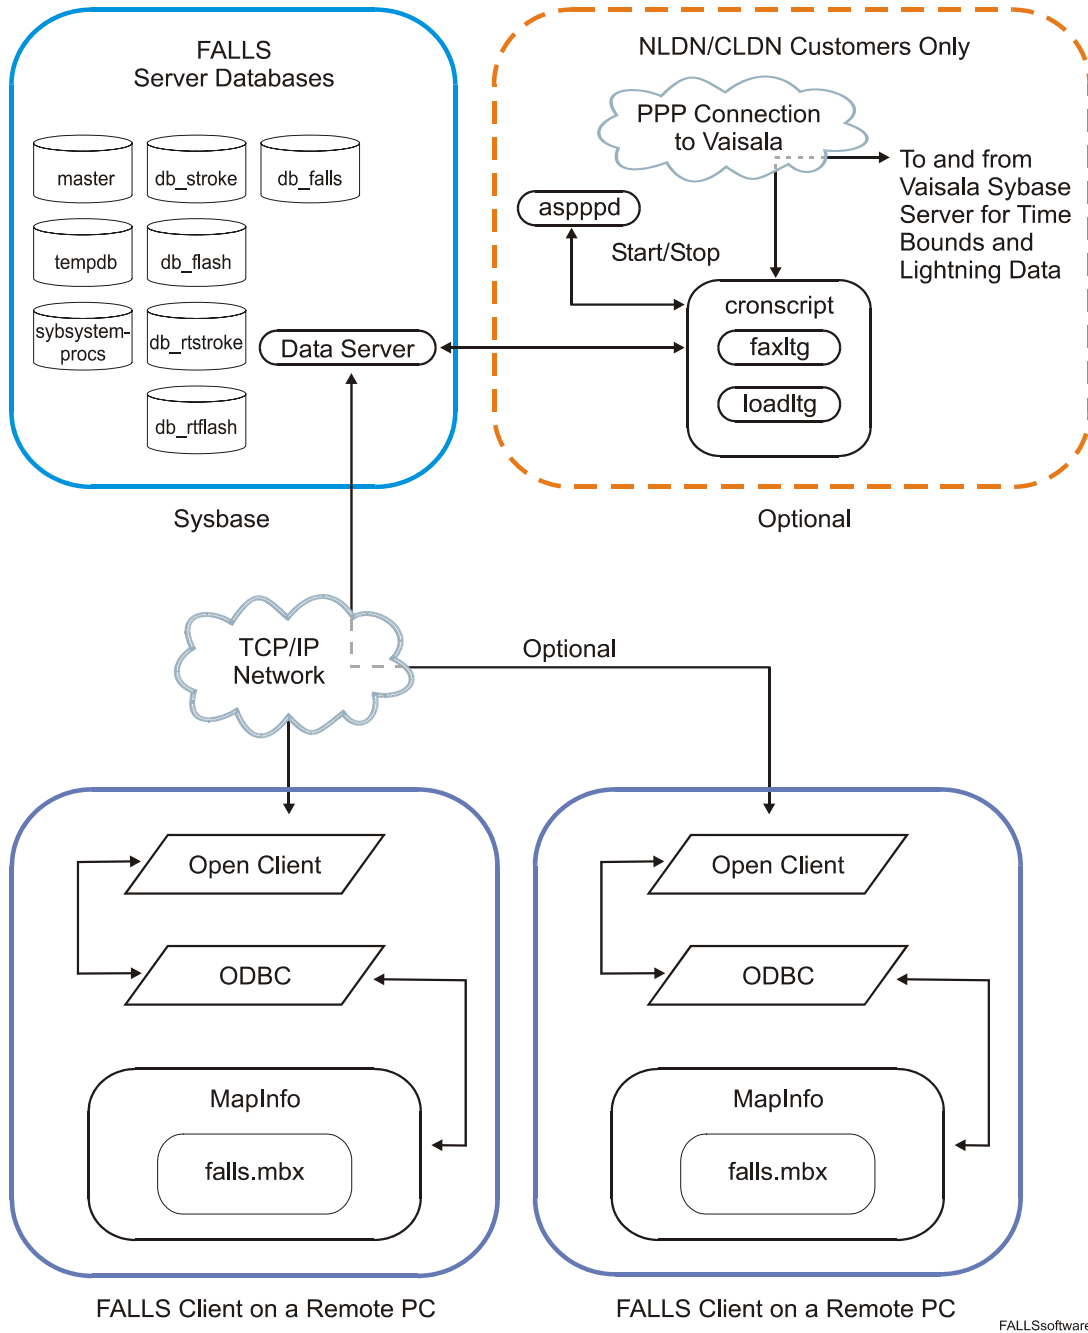 FALLS
Server Databases
master
db_stroke
db_falls
tempdb
db_flash
sybsystem-
procs
db_rtstroke
db_rtflash
Data Server
Sysbase
NLDN/CLDN Customers Only
PPP Connection
to Vaisala
To and from
Vaisala Sybase
Server for Time
Bounds and
Lightning Data
aspppd
Start/Stop
cronscript
faxltg
loadltg
Optional
TCP/IP
Network
Optional
Open Client
ODBC
MapInfo
falls.mbx
FALLS Client on a Remote PC
Open Client
ODBC
MapInfo
falls.mbx
FALLS Client on a Remote PC
FALLSsoftware